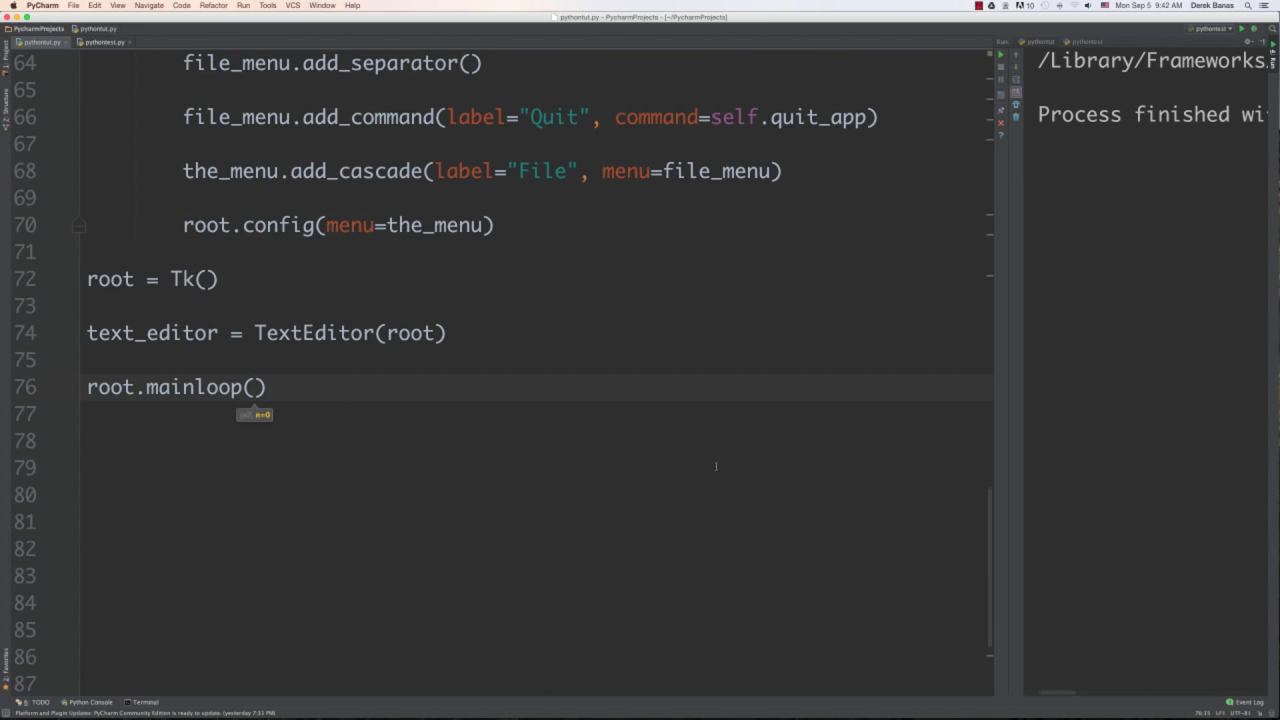 PyCharm File Edit View Navigate Code Refactor Run Tools VCS Window Help
10 Mon Sep 5 9:42 AM Derek Banas
pythontut.py - PycharmProjects - [~/PycharmProjects]
PycharmProjects pythontut.py
pythontest
pythontut.py pythontest.py
Run: pythontut pythontest
1: Project
Structure
2: Favorites
Run
64 file_menu.add_separator()
65
66 file_menu.add_command(label="Quit", command=self.quit_app)
67
68 the_menu.add_cascade(label="File", menu=file_menu)
69
70 root.config(menu=the_menu)
71
72 root = Tk()
73
74 text_editor = TextEditor(root)
75
76 root.mainloop()
self, n=0
77
78
79
80
81
82
83
84
85
86
87
/Library/Frameworks
Process finished wi
6: TODO Python Console Terminal
Event Log
Platform and Plugin Updates: PyCharm Community Edition is ready to update. (yesterday 7:31 PM)
76:15 LF÷ UTF-8÷